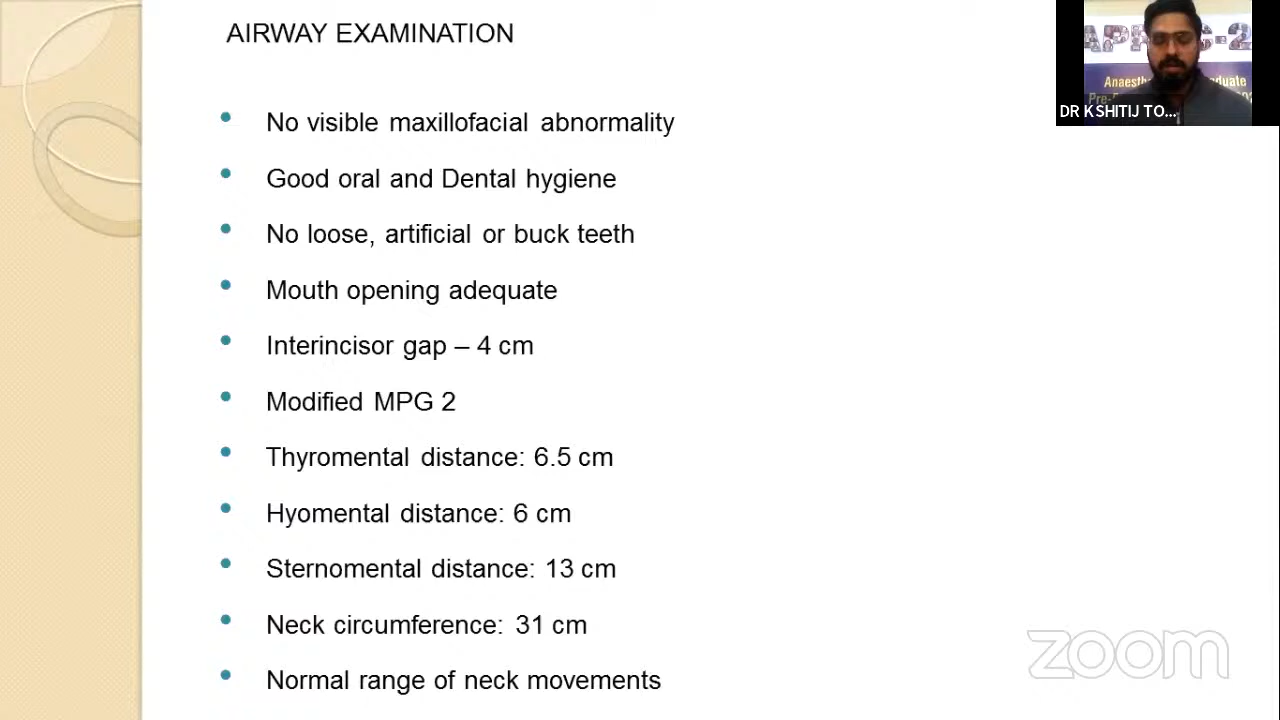 AIRWAY EXAMINATION
No visible maxillofacial abnormality
Good oral and Dental hygiene
No loose, artificial or buck teeth
Mouth opening adequate
Interincisor gap – 4 cm
Modified MPG 2
Thyromental distance: 6.5 cm
Hyomental distance: 6 cm
Sternomental distance: 13 cm
Neck circumference: 31 cm
Normal range of neck movements
DR KSHITIJ TO...
zoom